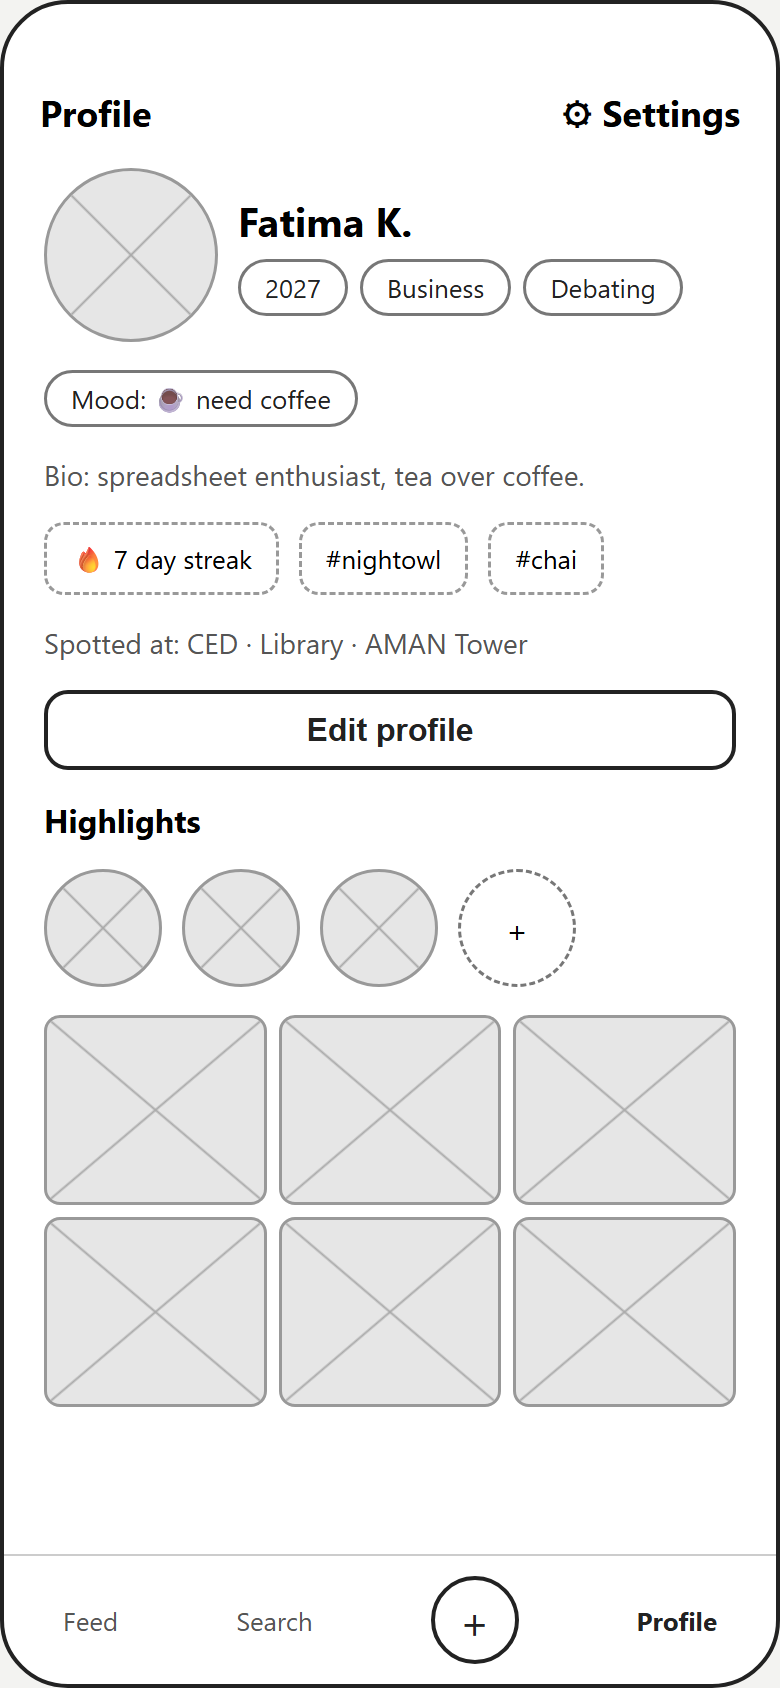 Profile
⚙ Settings
Fatima K.
2027 Business Debating
Mood: ☕ need coffee
Bio: spreadsheet enthusiast, tea over coffee.
🔥 7 day streak #nightowl #chai
Spotted at: CED · Library · AMAN Tower
Edit profile
Highlights
+
Feed Search + Profile